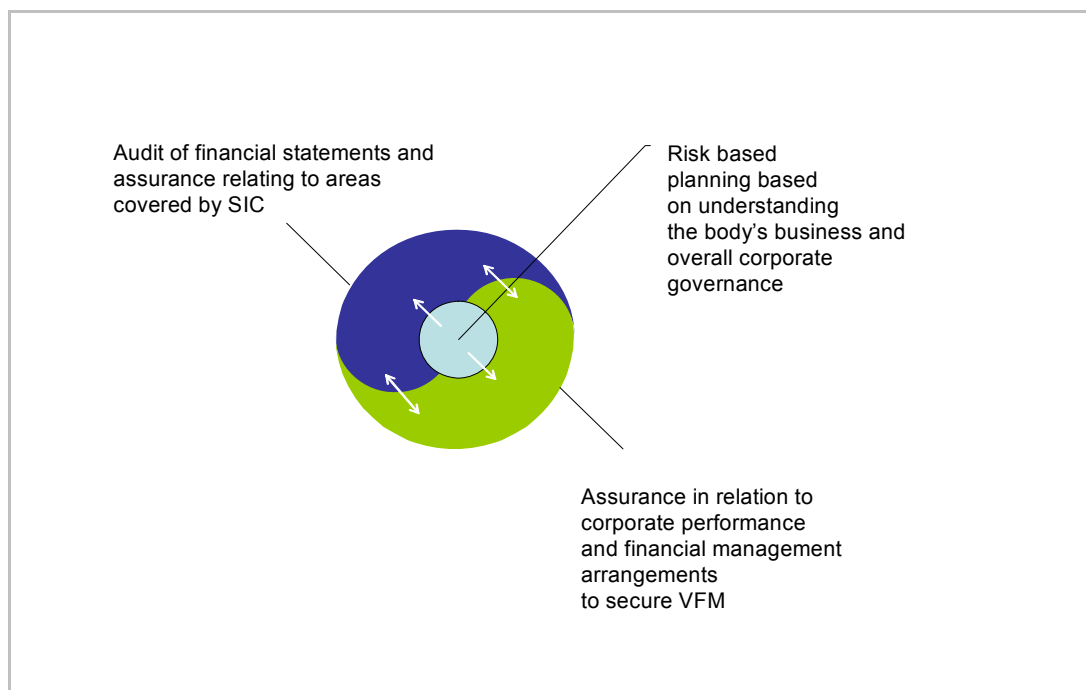 Audit of financial statements and
assurance relating to areas
covered by SIC
Risk based
planning based
on understanding
the body's business and
overall corporate
governance
Assurance in relation to
corporate performance
and financial management
arrangements
to secure VFM